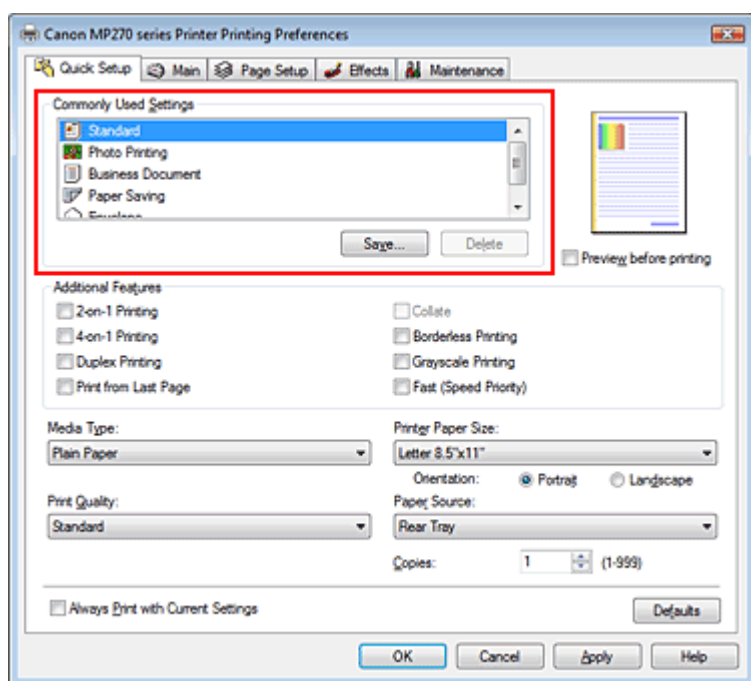 Canon MP270 series Printer Printing Preferences
Quick Setup Main Page Setup Effects Maintenance
Commonly Used Settings
Standard
Photo Printing
Business Document
Paper Saving
Envelope
Save... Delete
Preview before printing
Additional Features
2-on-1 Printing Collate
4-on-1 Printing Borderless Printing
Duplex Printing Grayscale Printing
Print from Last Page Fast (Speed Priority)
Media Type: Printer Paper Size:
Plain Paper Letter 8.5"x11"
Orientation: Portrait Landscape
Print Quality: Paper Source:
Standard Rear Tray
Copies: 1 (1-999)
Always Print with Current Settings Defaults
OK Cancel Apply Help